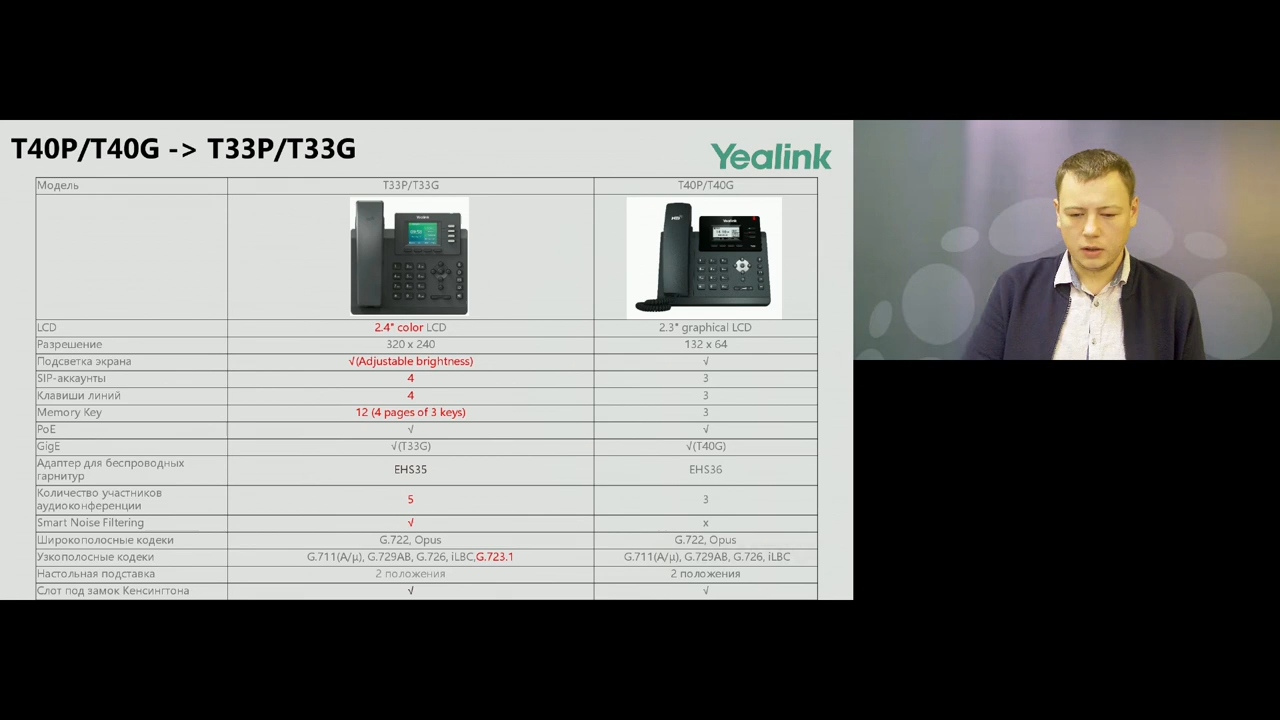 T40P/T40G -> T33P/T33G
Yealink
Модель T33P/T33G T40P/T40G
LCD 2.4" color LCD 2.3" graphical LCD
Разрешение 320 x 240 132 x 64
Подсветка экрана √(Adjustable brightness) √
SIP-аккаунты 4 3
Клавиши линий 4 3
Memory Key 12 (4 pages of 3 keys) 3
PoE √ √
GigE √(T33G) √(T40G)
Адаптер для беспроводных
гарнитур EHS35 EHS36
Количество участников
аудиоконференции 5 3
Smart Noise Filtering √ x
Широкополосные кодеки G.722, Opus G.722, Opus
Узкополосные кодеки G.711(A/μ), G.729AB, G.726, iLBC,G.723.1 G.711(A/μ), G.729AB, G.726, iLBC
Настольная подставка 2 положения 2 положения
Слот под замок Кенсингтона √ √